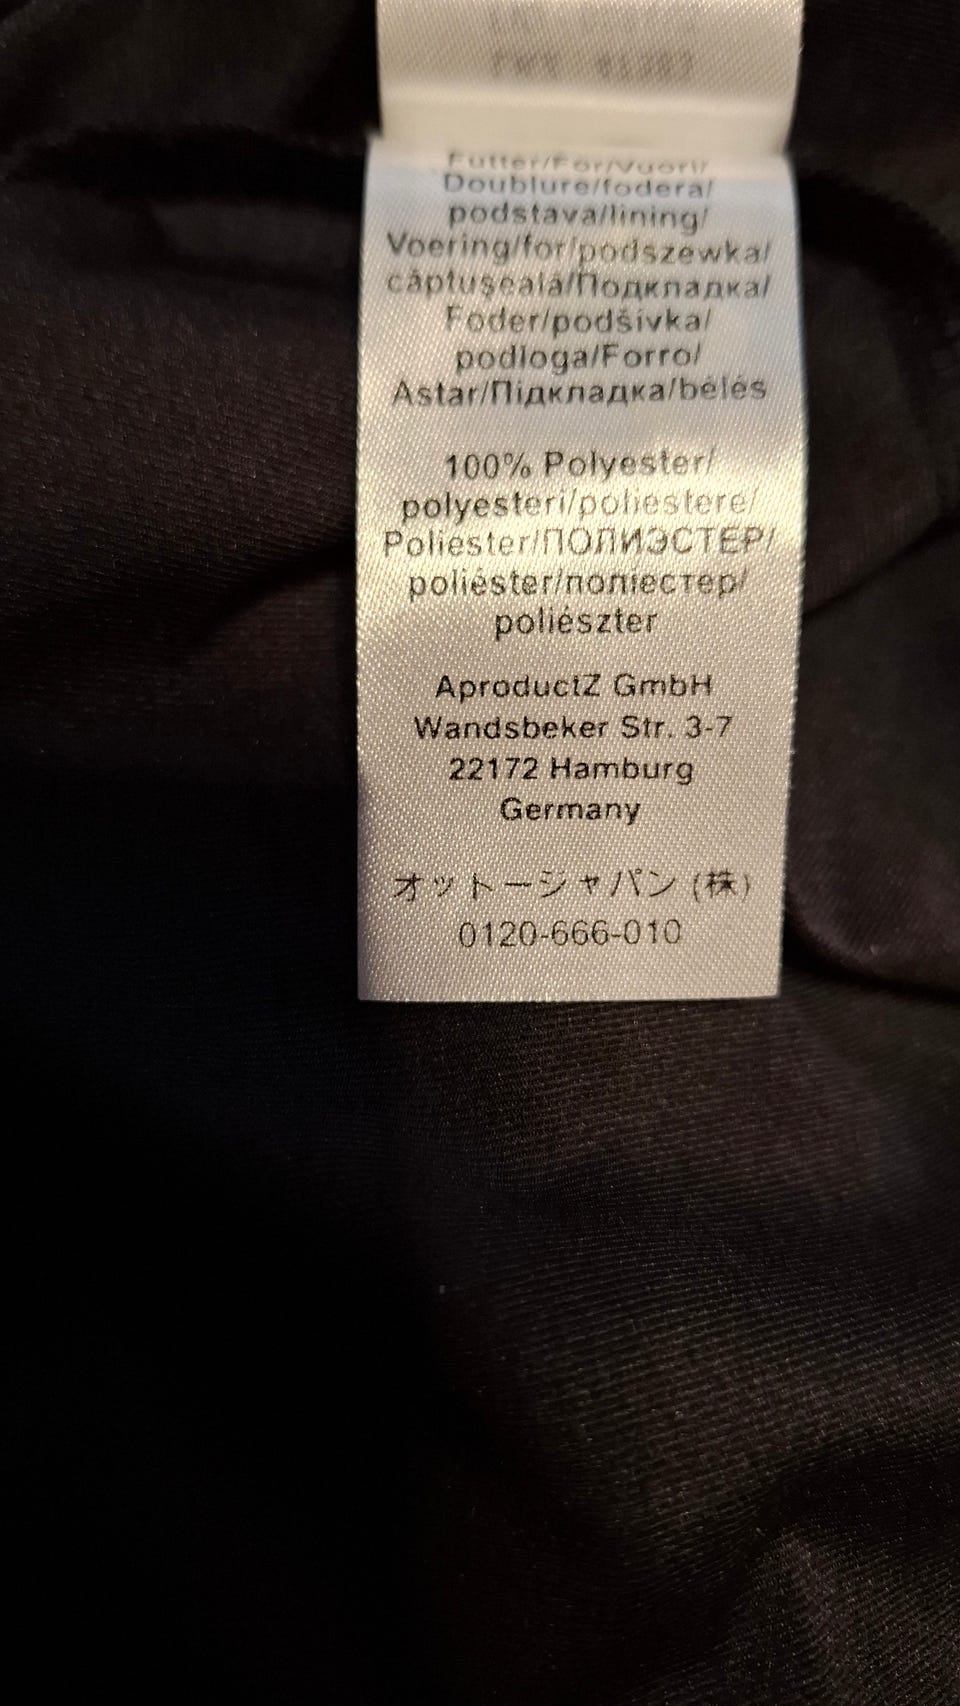 Futter/For/Vuori/
Doublure/fodera/
podstava/lining/
Voering/for/podszewka/
căptuşeală/Подкладка/
Foder/podšívka/
podloga/Forro/
Astar/Підкладка/bélés
100% Polyester/
polyesteri/poliestere/
Poliester/ПОЛИЭСТЕР/
poliéster/поліестер/
poliészter
AproductZ GmbH
Wandsbeker Str. 3-7
22172 Hamburg
Germany
オットージャパン (株)
0120-666-010